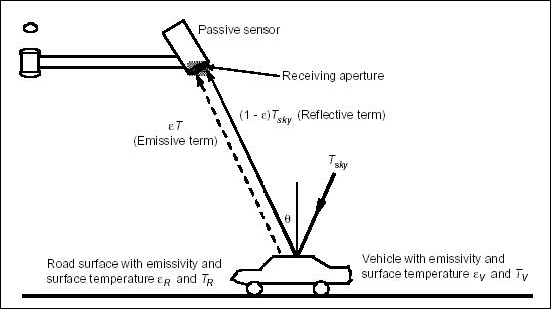 Passive sensor
Receiving aperture
εT
(Emissive term)
(1 - ε)Tsky (Reflective term)
Tsky
θ
Road surface with emissivity and
surface temperature εR and TR
Vehicle with emissivity and
surface temperature εV and TV